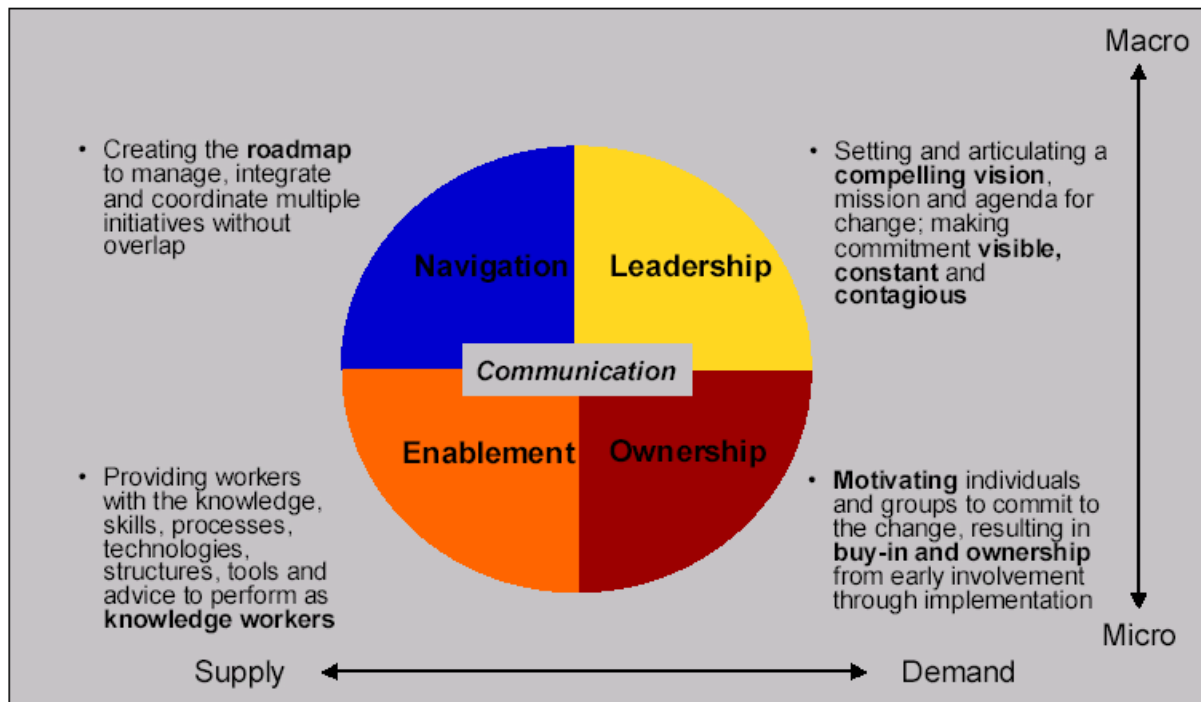 Macro
• Creating the roadmap
to manage, integrate
and coordinate multiple
initiatives without
overlap
• Setting and articulating a
compelling vision,
mission and agenda for
change; making
commitment visible,
constant and
contagious
Navigation
Leadership
Communication
Enablement
Ownership
• Providing workers
with the knowledge,
skills, processes,
technologies,
structures, tools and
advice to perform as
knowledge workers
• Motivating individuals
and groups to commit to
the change, resulting in
buy-in and ownership
from early involvement
through implementation
Micro
Supply
Demand